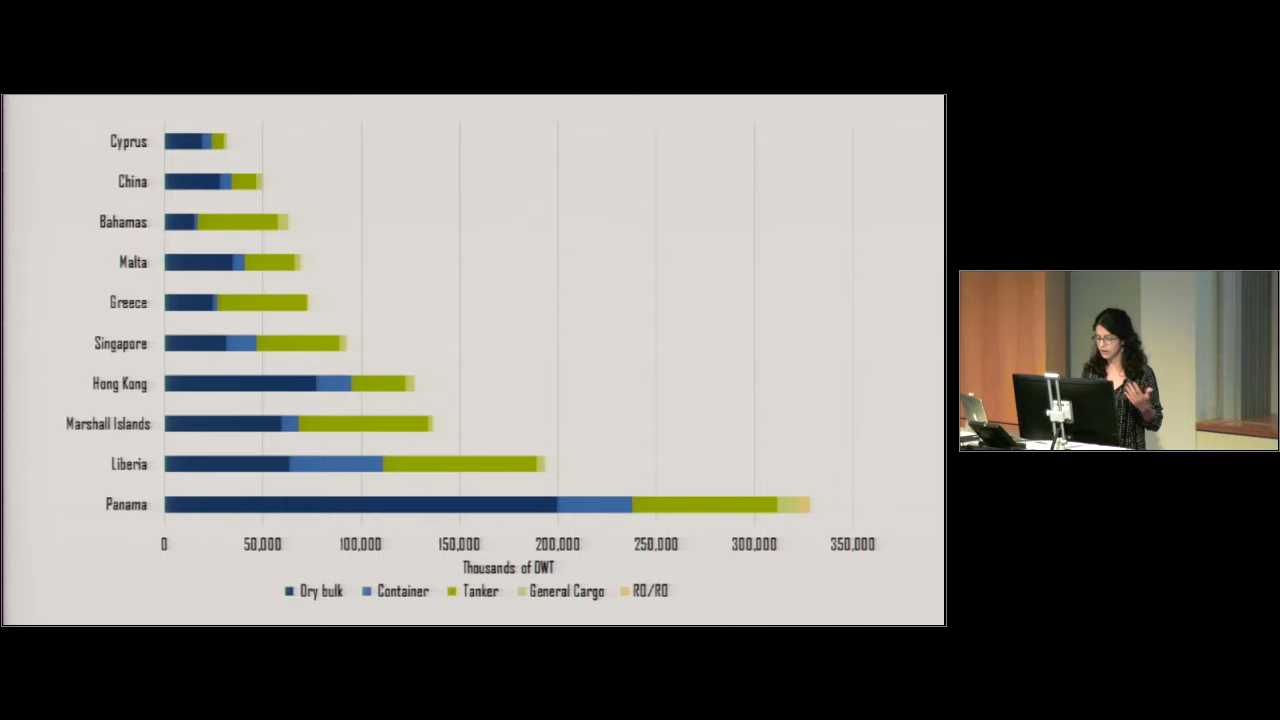 Cyprus
China
Bahamas
Malta
Greece
Singapore
Hong Kong
Marshall Islands
Liberia
Panama
0 50,000 100,000 150,000 200,000 250,000 300,000 350,000
Thousands of DWT
Dry bulk Container Tanker General Cargo RO/RO